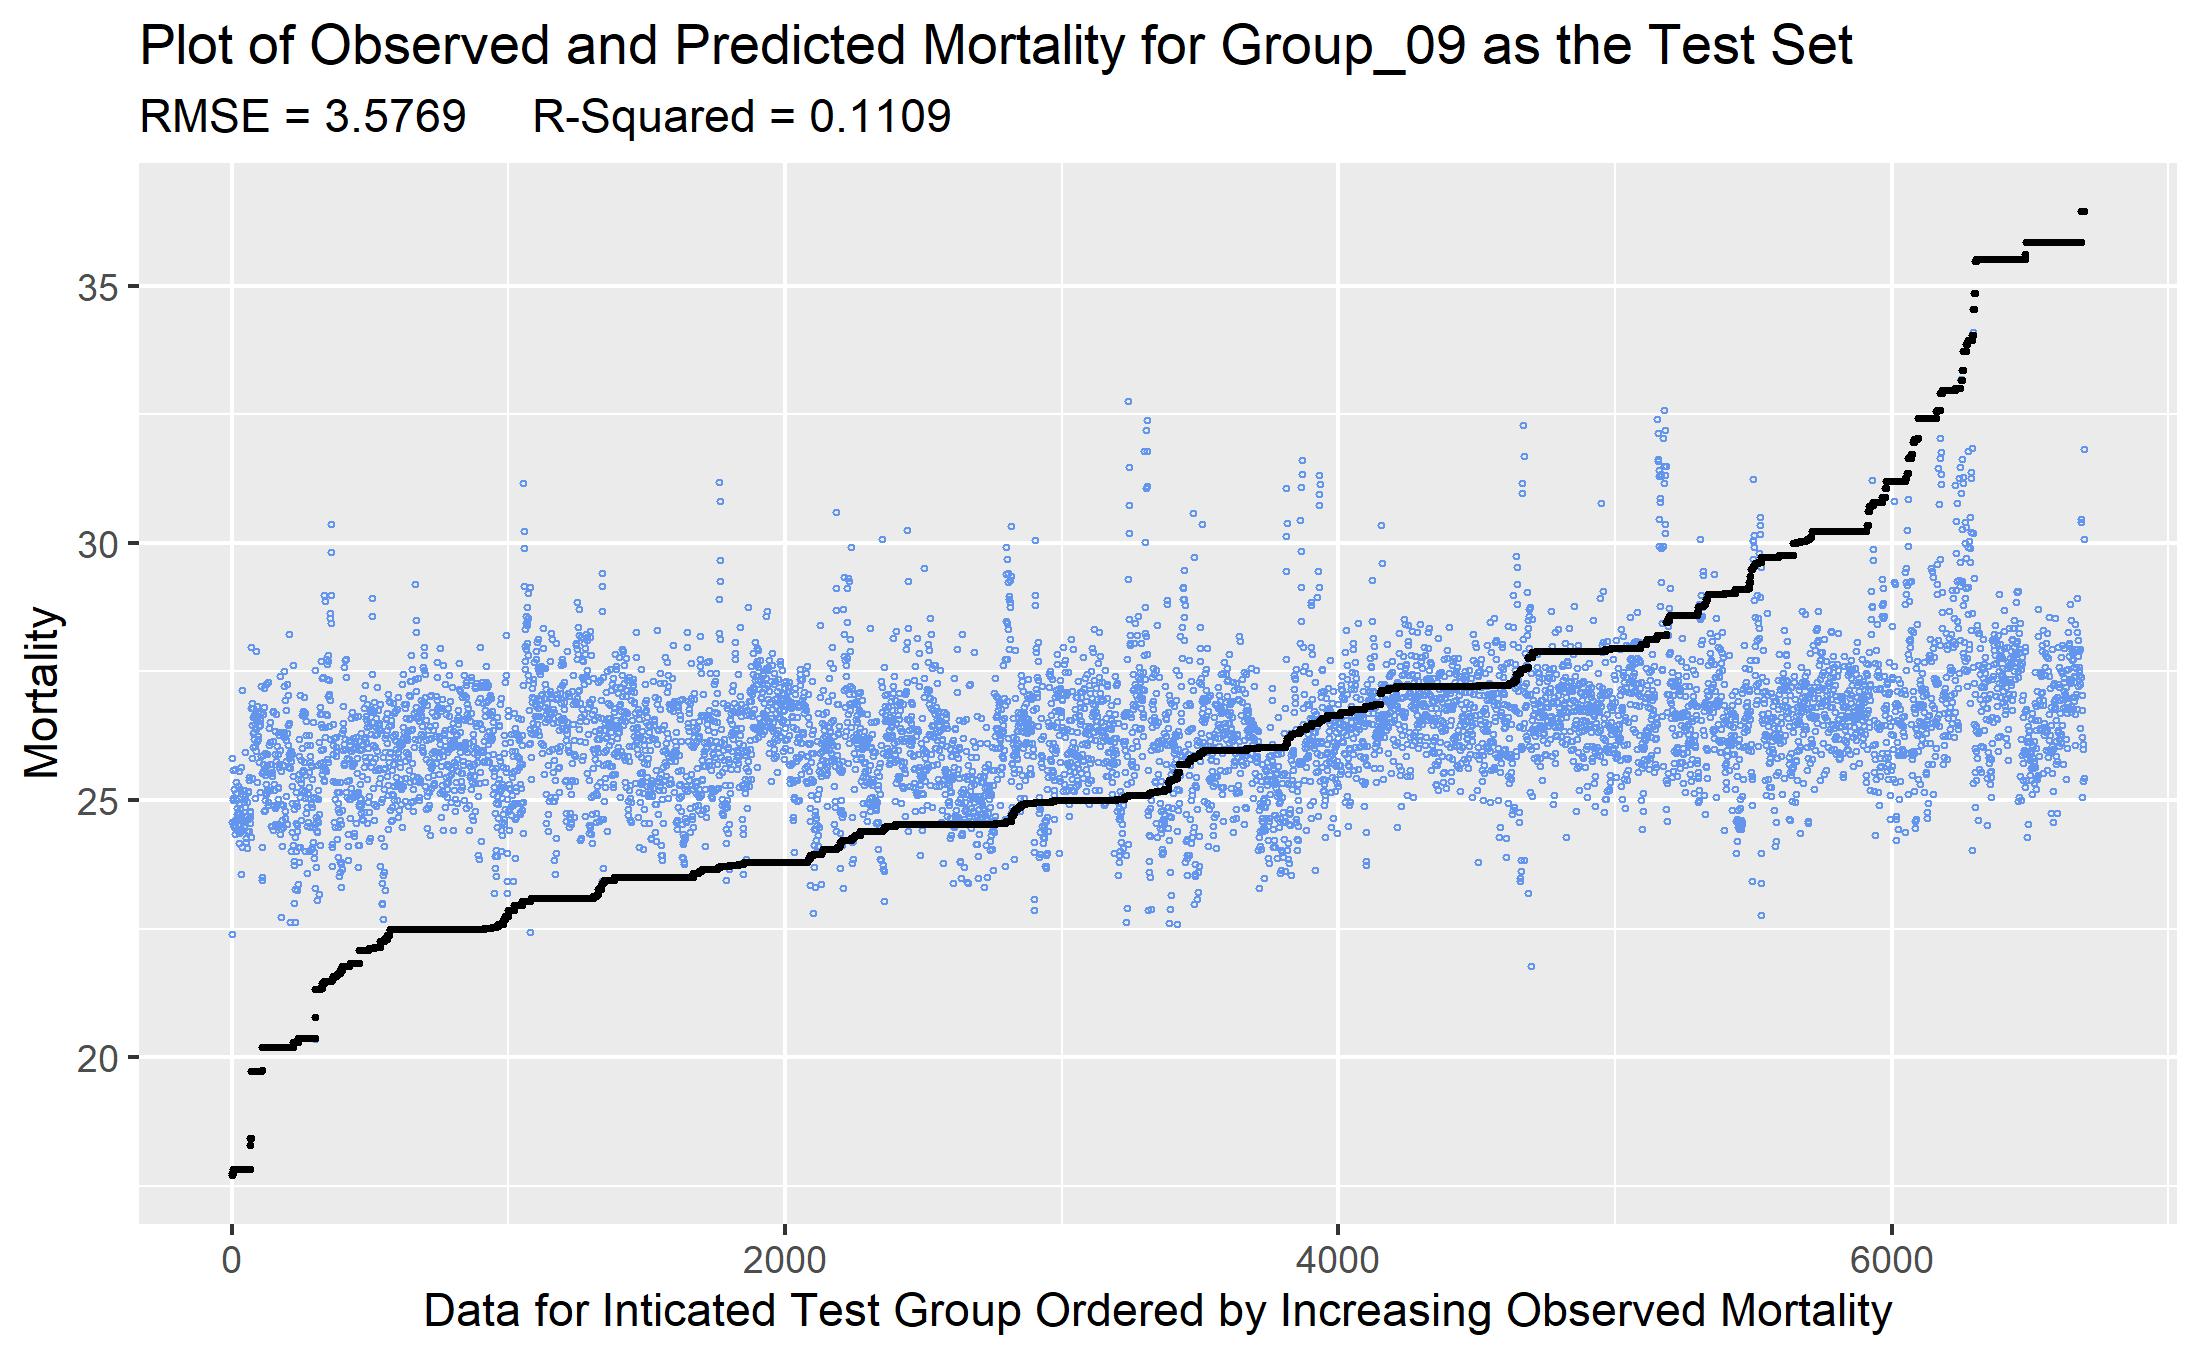 Plot of Observed and Predicted Mortality for Group_09 as the Test Set
RMSE = 3.5769 R-Squared = 0.1109
Mortality
35
30
25
20
0 2000 4000 6000
Data for Inticated Test Group Ordered by Increasing Observed Mortality